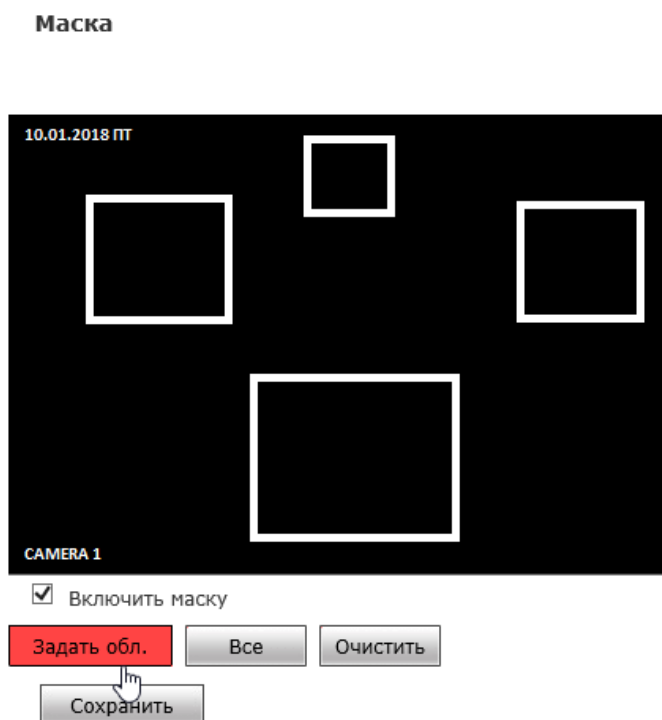 Маска
10.01.2018 ПТ
CAMERA 1
Включить маску
Задать обл. Все Очистить
Сохранить